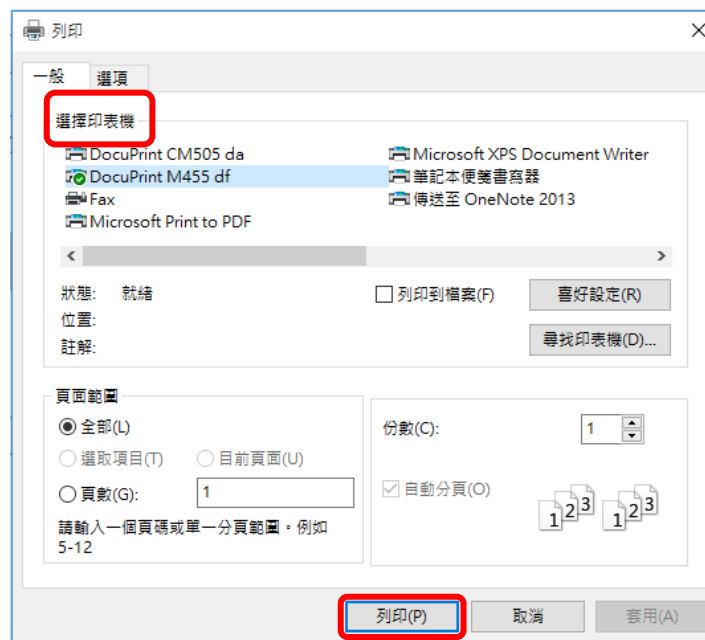 列印
一般 選項
選擇印表機
DocuPrint CM505 da Microsoft XPS Document Writer
DocuPrint M455 df 筆記本便箋書寫器
Fax 傳送至 OneNote 2013
Microsoft Print to PDF
狀態: 就緒 列印到檔案(F) 喜好設定(R)
位置:
註解: 尋找印表機(D)...
頁面範圍
全部(L) 份數(C): 1
選取項目(T) 目前頁面(U)
頁數(G): 1 自動分頁(O)
請輸入一個頁碼或單一分頁範圍。例如
5-12
1 2 3 1 2 3
列印(P) 取消 套用(A)